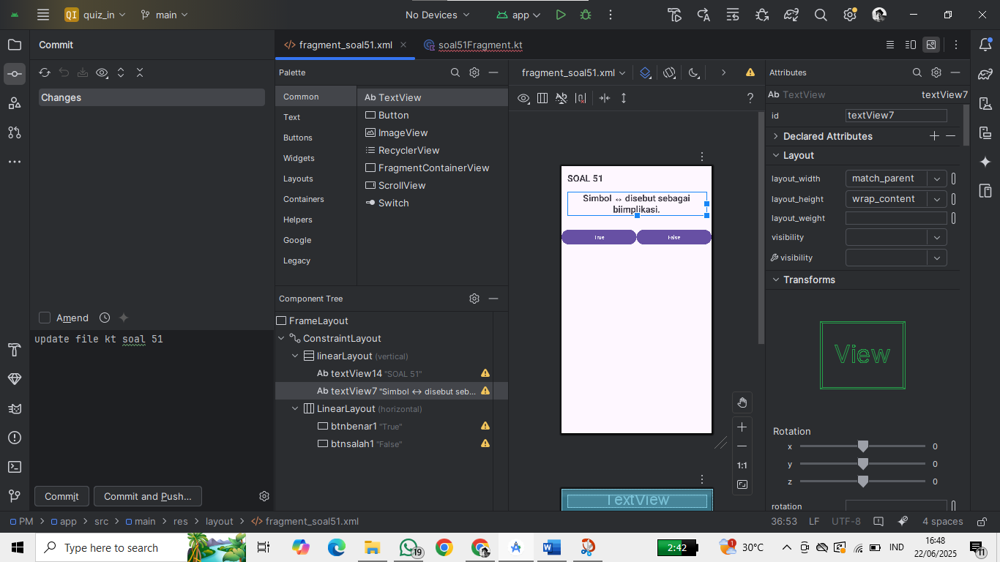 QI quiz_in main No Devices app
Commit
fragment_soal51.xml
soal51Fragment.kt
Changes
Amend
update file kt soal 51
Commit
Commit and Push...
Palette
Common
Text
Buttons
Widgets
Layouts
Containers
Helpers
Google
Legacy
Ab TextView
Button
ImageView
RecyclerView
FragmentContainerView
ScrollView
Switch
Component Tree
FrameLayout
ConstraintLayout
linearLayout (vertical)
Ab textView14 "SOAL 51"
Ab textView7 "Simbol ↔ disebut seb...
LinearLayout (horizontal)
btnbenar1 "True"
btnsalah1 "False"
fragment_soal51.xml
?
SOAL 51
Simbol ↔ disebut sebagai
biimplikasi.
True False
1:1
TextView
Attributes
Ab TextView textView7
id textView7
Declared Attributes
Layout
layout_width match_parent
layout_height wrap_content
layout_weight
visibility
visibility
Transforms
View
Rotation
x 0
y 0
z 0
rotation
PM > app > src > main > res > layout > fragment_soal51.xml
36:53 LF UTF-8 4 spaces
Type here to search
19
2:42
30°C
1
IND
16:48
22/06/2025
11